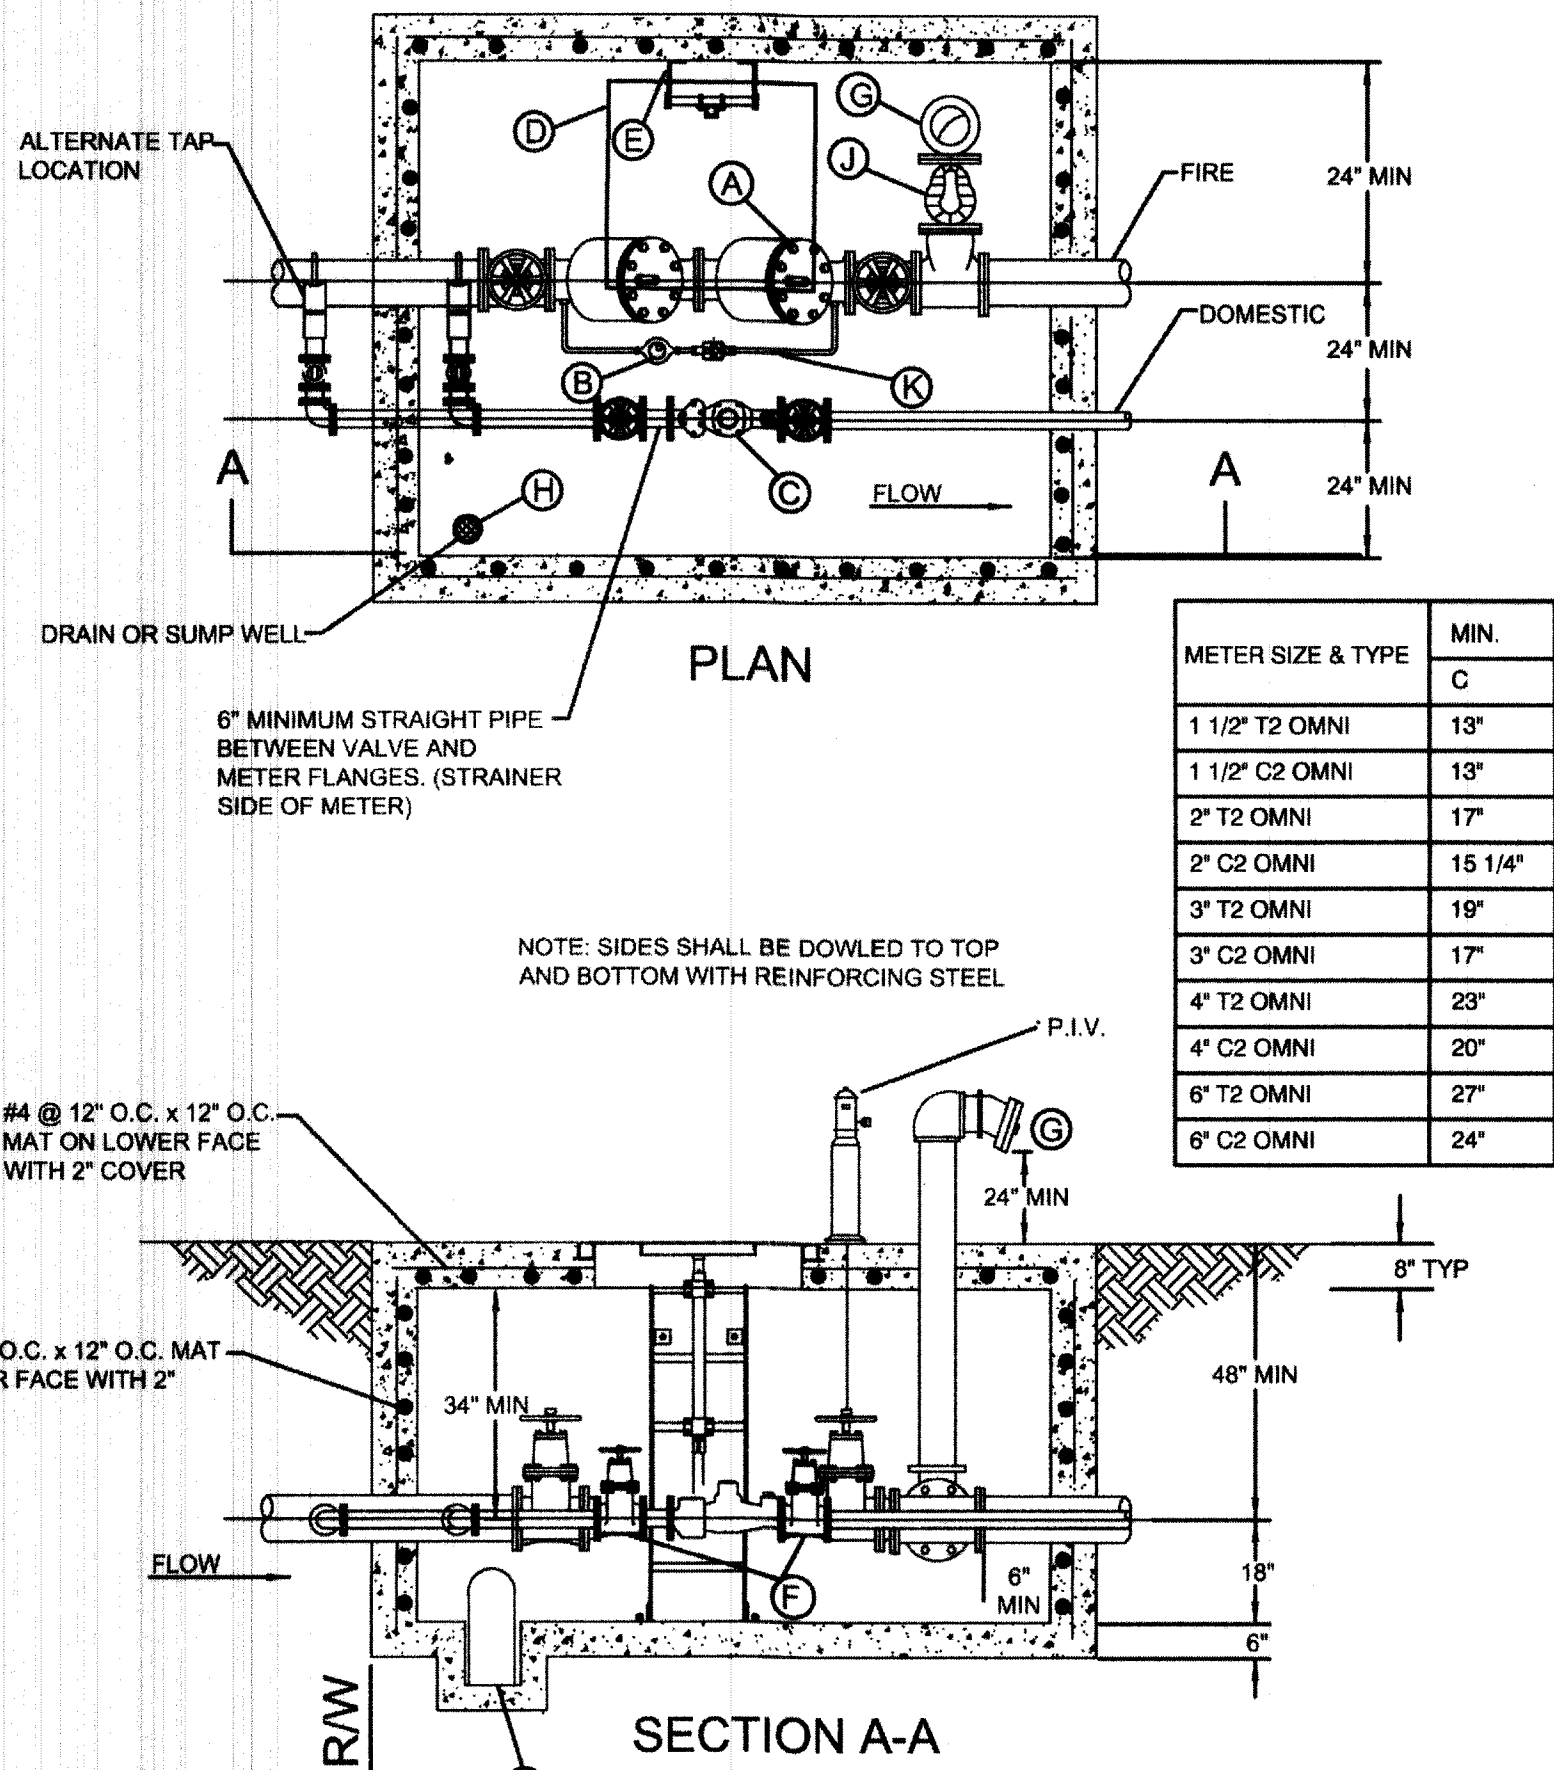 ALTERNATE TAP
LOCATION
D
E
A
G
J
FIRE
24" MIN
DOMESTIC
24" MIN
B
K
A
H
C
FLOW
A
24" MIN
DRAIN OR SUMP WELL
PLAN
6" MINIMUM STRAIGHT PIPE
BETWEEN VALVE AND
METER FLANGES. (STRAINER
SIDE OF METER)
METER SIZE & TYPE
MIN.
C
1 1/2" T2 OMNI 13"
1 1/2" C2 OMNI 13"
2" T2 OMNI 17"
2" C2 OMNI 15 1/4"
3" T2 OMNI 19"
3" C2 OMNI 17"
4" T2 OMNI 23"
4" C2 OMNI 20"
6" T2 OMNI 27"
6" C2 OMNI 24"
NOTE: SIDES SHALL BE DOWLED TO TOP
AND BOTTOM WITH REINFORCING STEEL
P.I.V.
#4 @ 12" O.C. x 12" O.C.
MAT ON LOWER FACE
WITH 2" COVER
G
24" MIN
8" TYP
O.C. x 12" O.C. MAT
R FACE WITH 2"
34" MIN
48" MIN
FLOW
F
6"
MIN
18"
6"
R/W
SECTION A-A